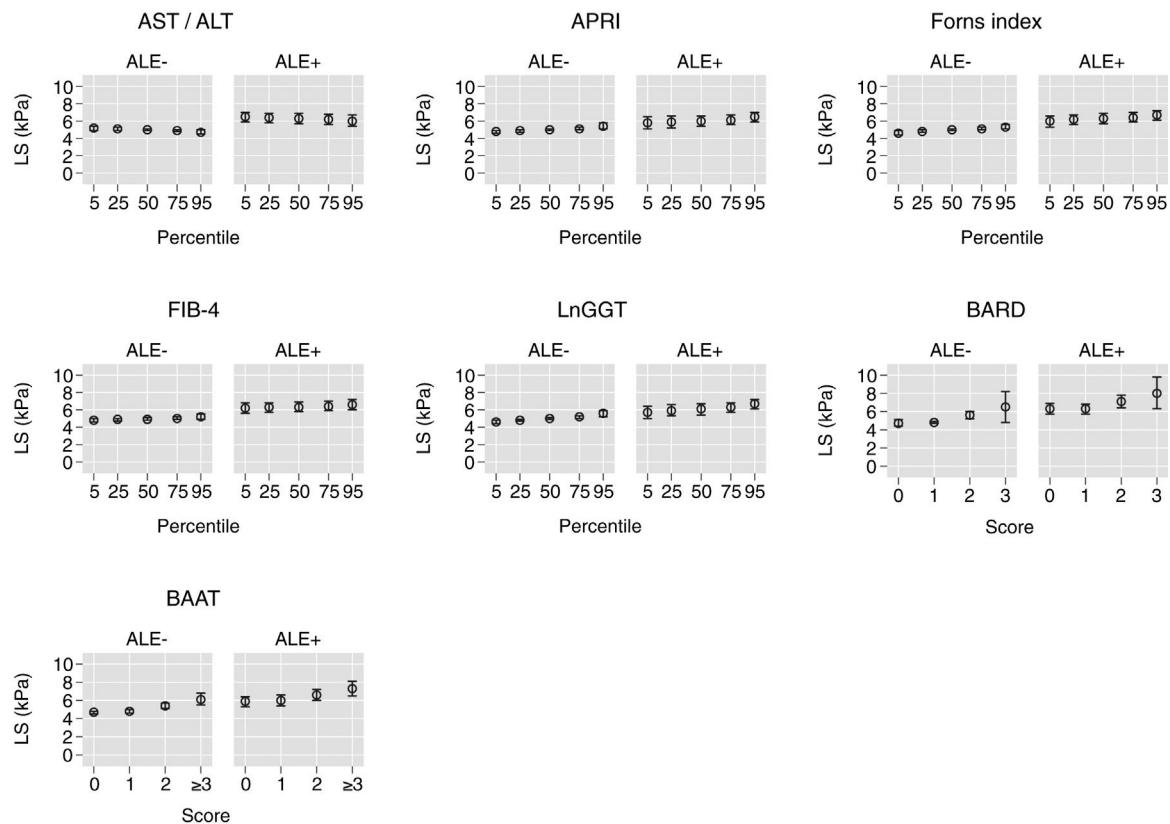 AST / ALT
ALE-
ALE+
LS (kPa)
10
8
6
4
2
0
5 25 50 75 95
5 25 50 75 95
Percentile
APRI
ALE-
ALE+
LS (kPa)
10
8
6
4
2
0
5 25 50 75 95
5 25 50 75 95
Percentile
Forns index
ALE-
ALE+
LS (kPa)
10
8
6
4
2
0
5 25 50 75 95
5 25 50 75 95
Percentile
FIB-4
ALE-
ALE+
LS (kPa)
10
8
6
4
2
0
5 25 50 75 95
5 25 50 75 95
Percentile
LnGGT
ALE-
ALE+
LS (kPa)
10
8
6
4
2
0
5 25 50 75 95
5 25 50 75 95
Percentile
BARD
ALE-
ALE+
LS (kPa)
10
8
6
4
2
0
0 1 2 3
0 1 2 3
Score
BAAT
ALE-
ALE+
LS (kPa)
10
8
6
4
2
0
0 1 2 ≥3
0 1 2 ≥3
Score